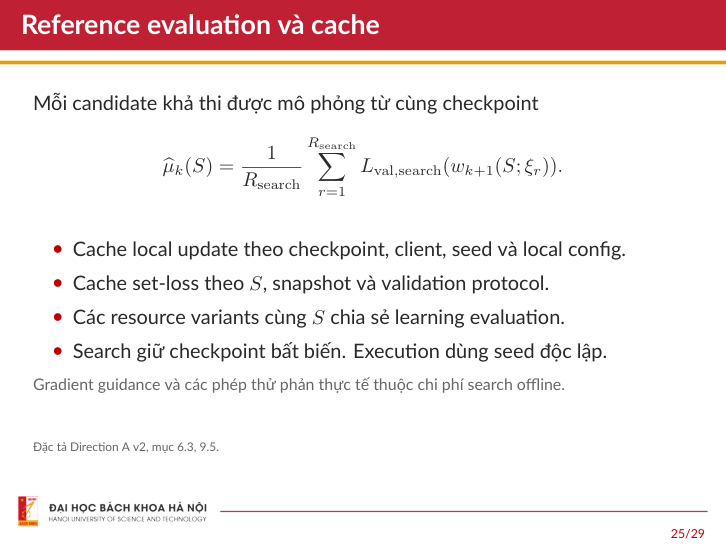 Reference evaluation và cache
Mỗi candidate khả thi được mô phỏng từ cùng checkpoint
μ̂ₖ(S) = 1/R_search ∑_{r=1}^{R_search} L_{val,search}(w_{k+1}(S; ξ_r)).
• Cache local update theo checkpoint, client, seed và local config.
• Cache set-loss theo S, snapshot và validation protocol.
• Các resource variants cùng S chia sẻ learning evaluation.
• Search giữ checkpoint bất biến. Execution dùng seed độc lập.
Gradient guidance và các phép thử phản thực tế thuộc chi phí search offline.
Đặc tả Direction A v2, mục 6.3, 9.5.
ĐẠI HỌC BÁCH KHOA HÀ NỘI
HANOI UNIVERSITY OF SCIENCE AND TECHNOLOGY
25/29